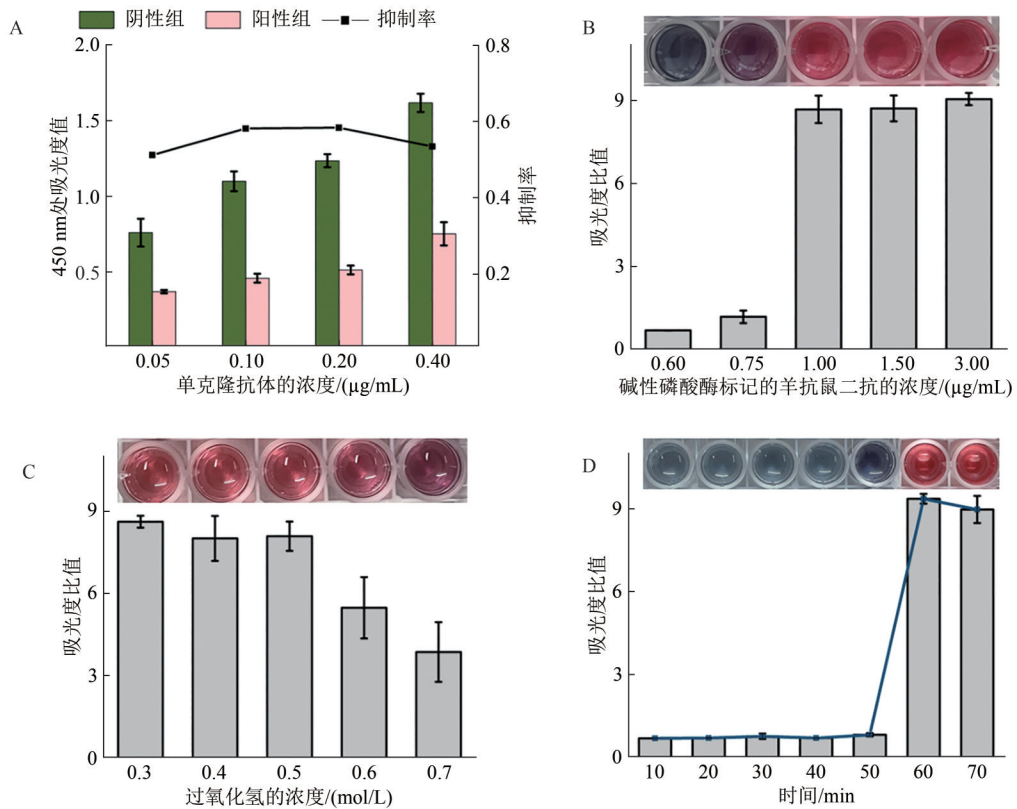 A
阴性组 阳性组 抑制率
2.0
1.5
1.0
0.5
450 nm处吸光度值
0.8
0.6
0.4
0.2
抑制率
0.05 0.10 0.20 0.40
单克隆抗体的浓度/(μg/mL)
B
9
6
3
0
吸光度比值
0.60 0.75 1.00 1.50 3.00
碱性磷酸酶标记的羊抗鼠二抗的浓度/(μg/mL)
C
9
6
3
0
吸光度比值
0.3 0.4 0.5 0.6 0.7
过氧化氢的浓度/(mol/L)
D
9
6
3
0
吸光度比值
10 20 30 40 50 60 70
时间/min